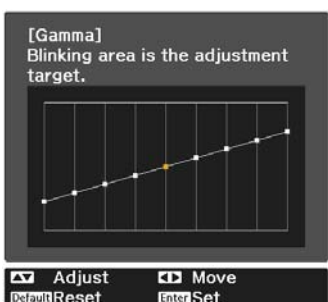 [Gamma]
Blinking area is the adjustment
target.
Adjust Move
Default Reset Enter Set